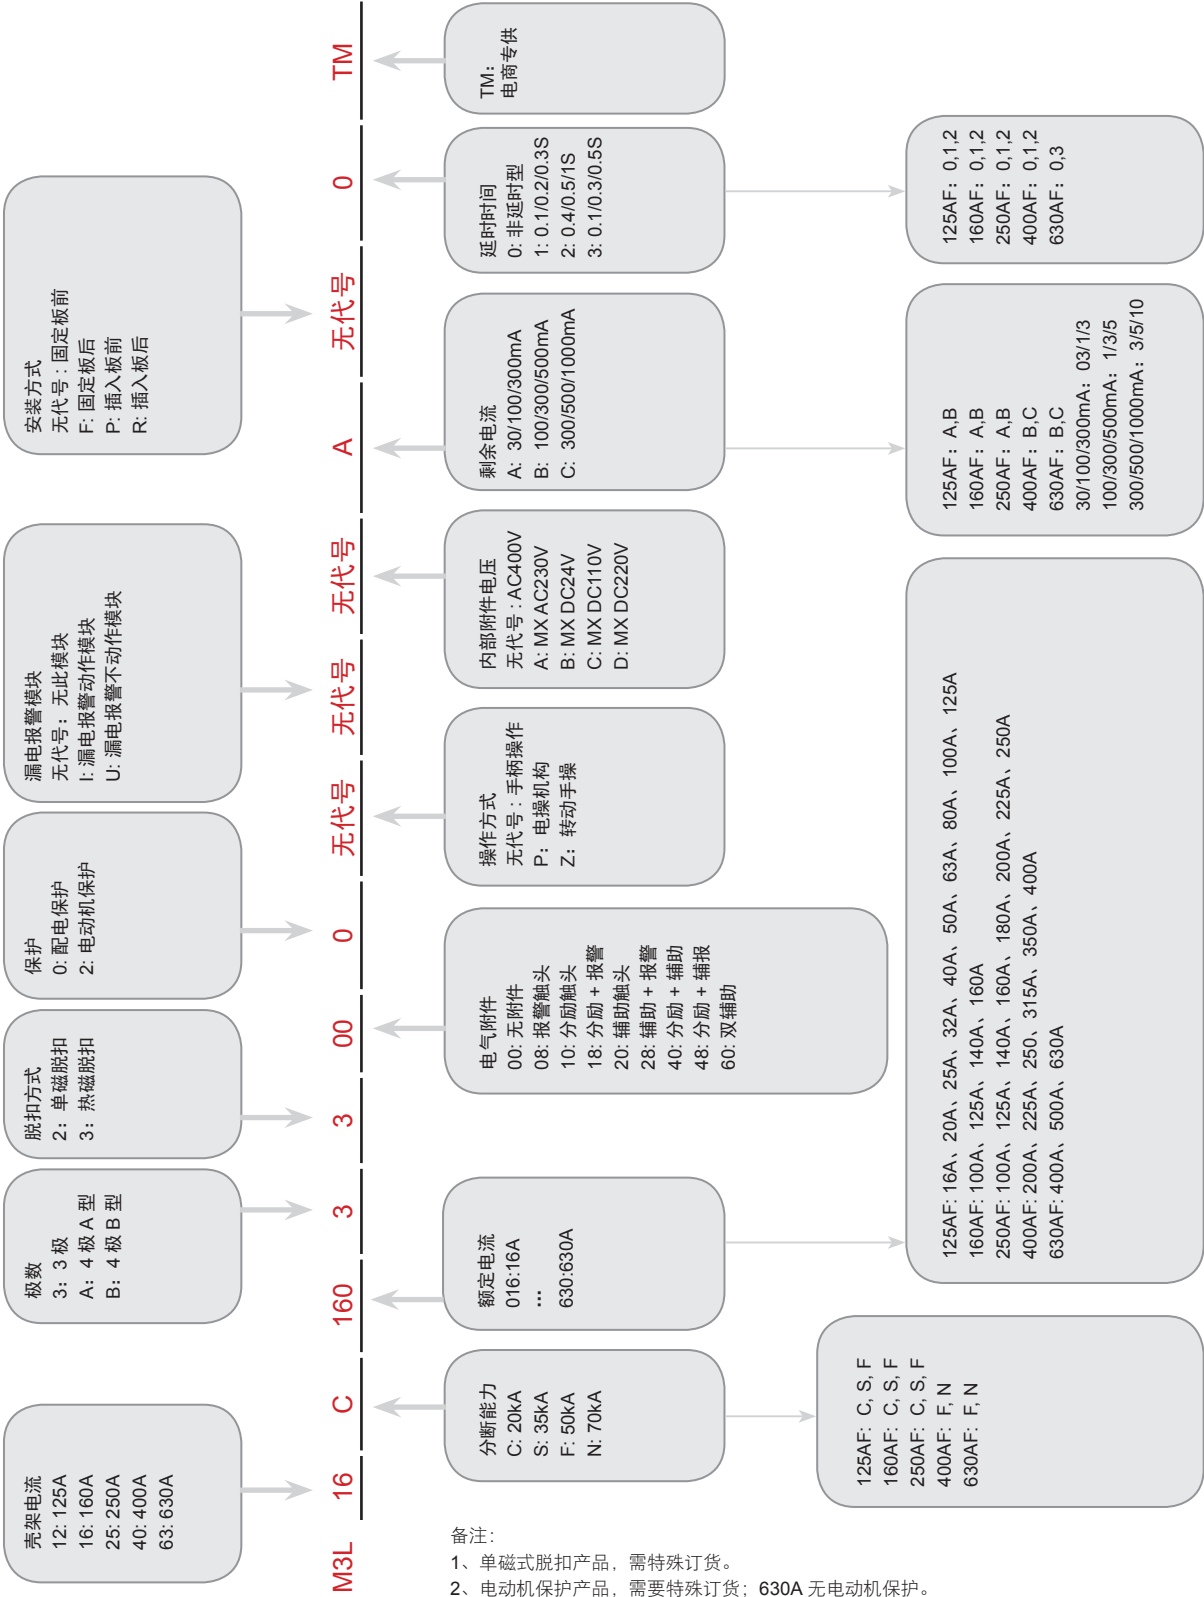 壳架电流
12: 125A
16: 160A
25: 250A
40: 400A
63: 630A
极数
3：3 极
A：4 极 A 型
B：4 极 B 型
脱扣方式
2：单磁脱扣
3：热磁脱扣
保护
0: 配电保护
2: 电动机保护
漏电报警模块
无代号：无此模块
I: 漏电报警动作模块
U: 漏电报警不动作模块
安装方式
无代号 : 固定板前
F: 固定板后
P: 插入板前
R: 插入板后
M3L 16 C 160 3 3 00 0 无代号 无代号 无代号 A 无代号 0 TM
分断能力
C: 20kA
S: 35kA
F: 50kA
N: 70kA
额定电流
016:16A
...
630:630A
电气附件
00: 无附件
08: 报警触头
10: 分励触头
18: 分励 + 报警
20: 辅助触头
28: 辅助 + 报警
40: 分励 + 辅助
48: 分励 + 辅报
60: 双辅助
操作方式
无代号 : 手柄操作
P：电操机构
Z：转动手操
内部附件电压
无代号 : AC400V
A: MX AC230V
B: MX DC24V
C: MX DC110V
D: MX DC220V
剩余电流
A: 30/100/300mA
B: 100/300/500mA
C: 300/500/1000mA
延时时间
0: 非延时型
1: 0.1/0.2/0.3S
2: 0.4/0.5/1S
3: 0.1/0.3/0.5S
TM：
电商专供
125AF: C, S, F
160AF: C, S, F
250AF: C, S, F
400AF: F, N
630AF: F, N
125AF: 16A、20A、25A、32A、40A、50A、63A、80A、100A、125A
160AF: 100A、125A、140A、160A
250AF: 100A、125A、140A、160A、180A、200A、225A、250A
400AF: 200A、225A、250、315A、350A、400A
630AF: 400A、500A、630A
125AF：A,B
160AF：A,B
250AF：A,B
400AF：B,C
630AF：B,C
30/100/300mA：03/1/3
100/300/500mA：1/3/5
300/500/1000mA：3/5/10
125AF：0,1,2
160AF：0,1,2
250AF：0,1,2
400AF：0,1,2
630AF：0,3
备注：
1、单磁式脱扣产品，需特殊订货。
2、电动机保护产品，需要特殊订货；630A 无电动机保护。